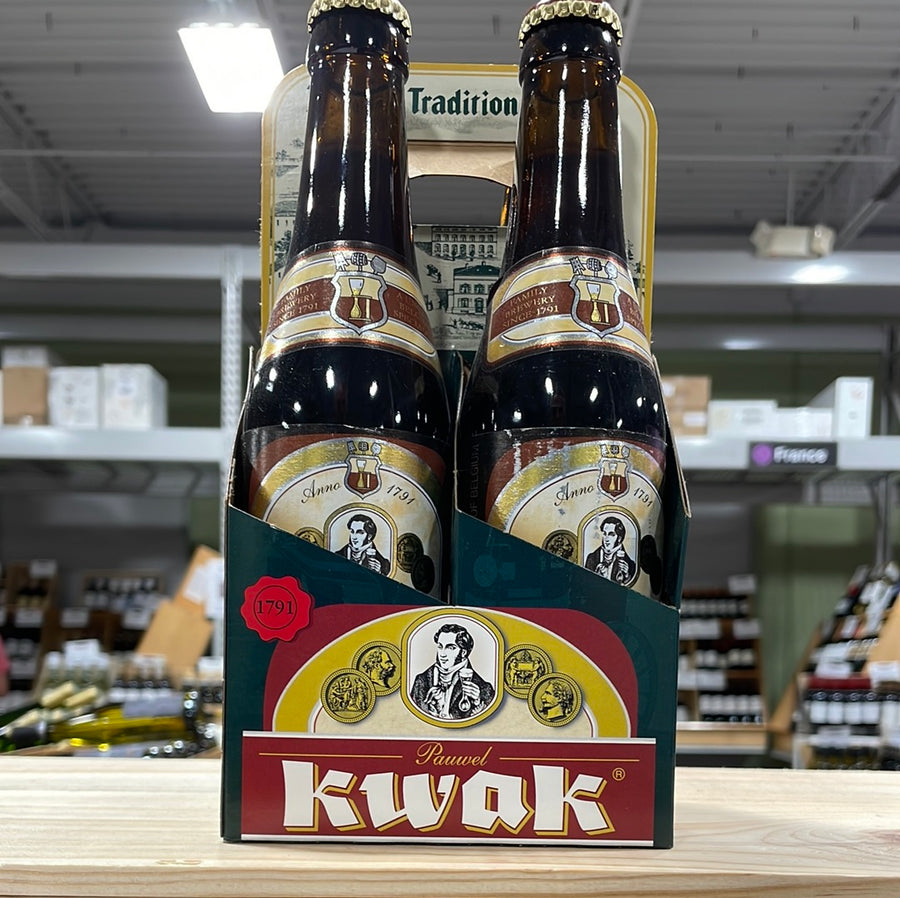 Tradition
FAMILY
BREWERY
SINCE 1791
FAMILY
BREWERY
SINCE 1791
Anno 1791
Anno 1791
France
1791
Pauwel
kwak®